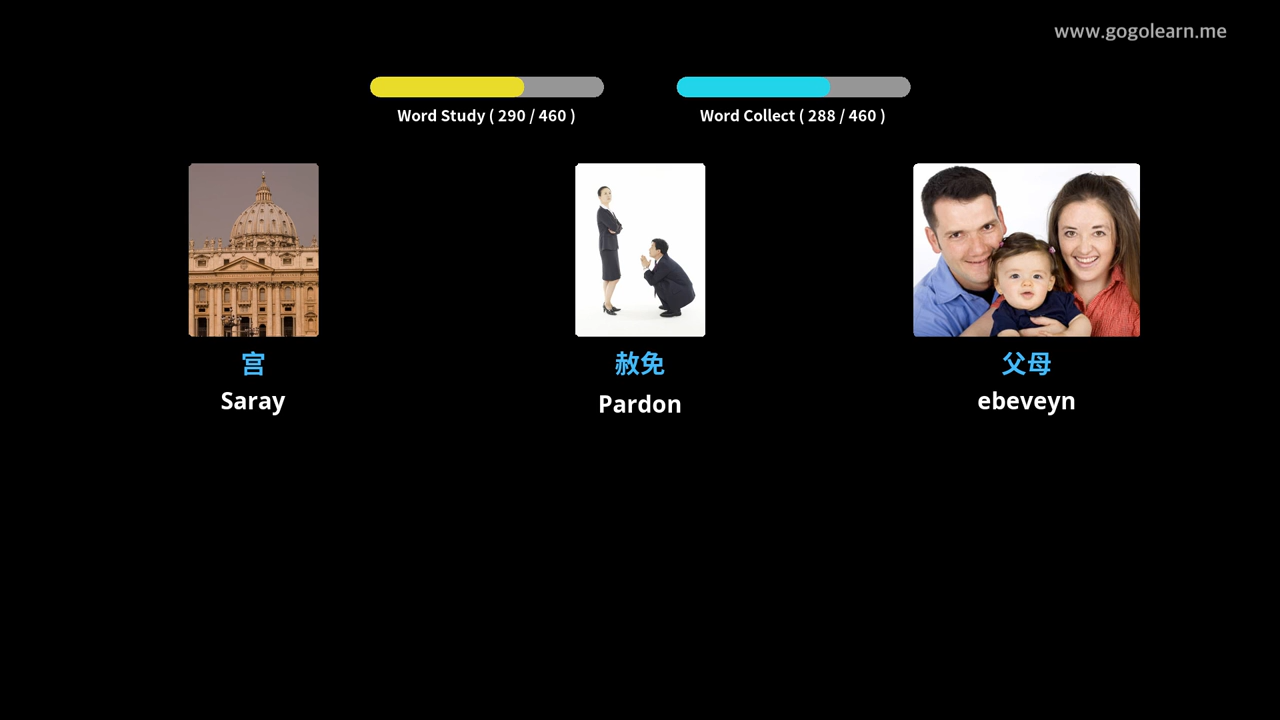 www.gogolearn.me
Word Study ( 290 / 460 )
Word Collect ( 288 / 460 )
宫
Saray
赦免
Pardon
父母
ebeveyn